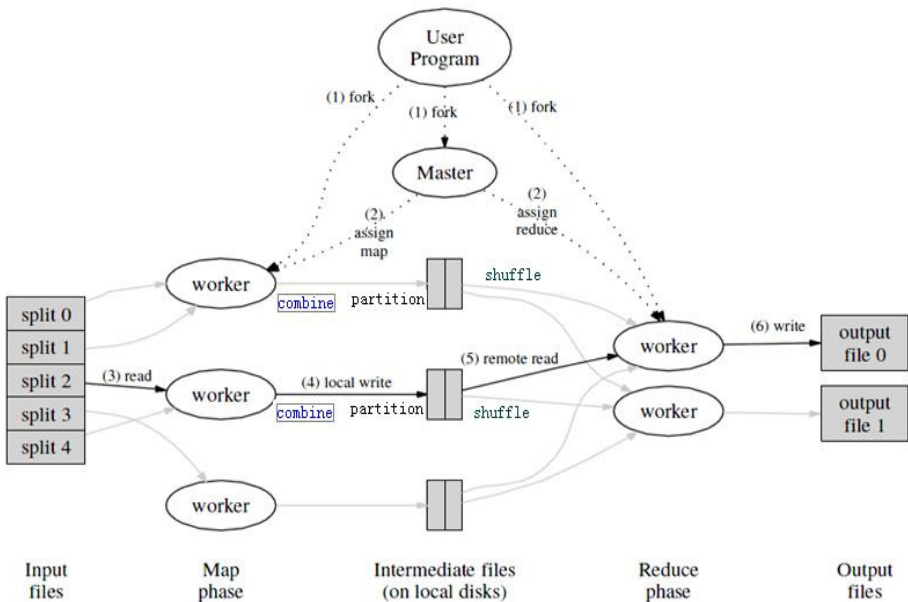 User
Program
(1) fork
(1) fork
(1) fork
Master
(2)
assign
map
(2)
assign
reduce
worker
combine
partition
shuffle
split 0
split 1
split 2
split 3
split 4
(3) read
worker
(4) local write
combine
partition
(5) remote read
shuffle
worker
(6) write
output
file 0
worker
output
file 1
worker
Input
files
Map
phase
Intermediate files
(on local disks)
Reduce
phase
Output
files